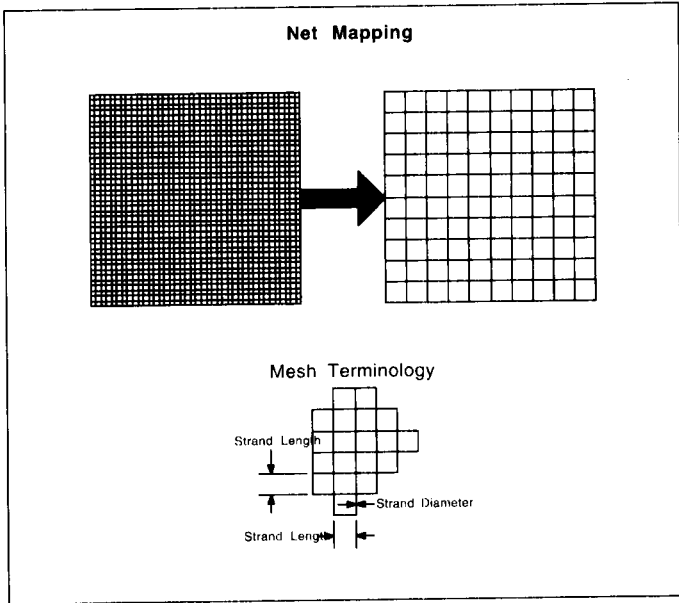 Net Mapping
Mesh Terminology
Strand Length
Strand Diameter
Strand Length